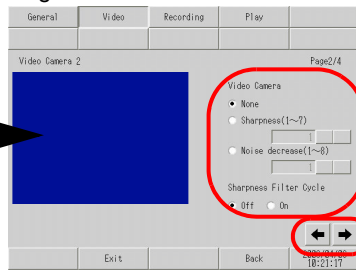 General Video Recording Play
Video Camera 2 Page2/4
Video Camera
None
Sharpness(1～7)
1
Noise decrease(1～8)
1
Sharpness Filter Cycle
Off On
Exit Back
10:21:17